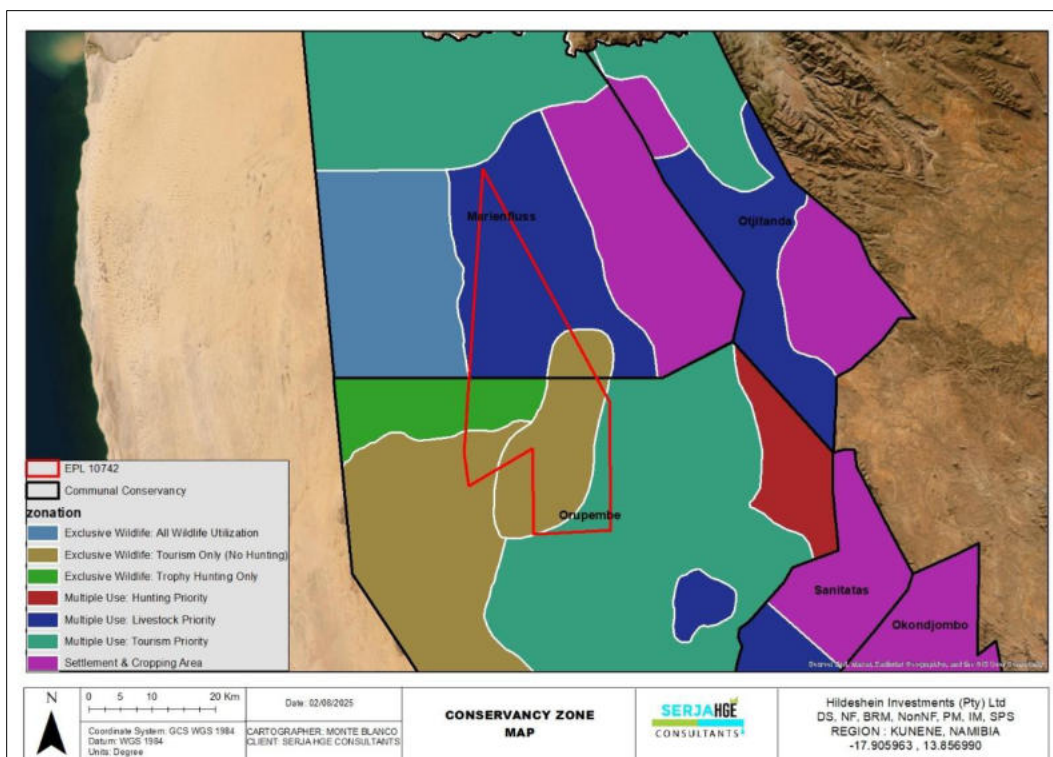 Marienfluss
Otjitanda
Orupembe
Sanitatas
Okondjombo
EPL 10742
Communal Conservancy
zonation
Exclusive Wildlife: All Wildlife Utilization
Exclusive Wildlife: Tourism Only (No Hunting)
Exclusive Wildlife: Trophy Hunting Only
Multiple Use: Hunting Priority
Multiple Use: Livestock Priority
Multiple Use: Tourism Priority
Settlement & Cropping Area
N
0 5 10 20 Km
Coordinate System: GCS WGS 1984
Datum: WGS 1984
Units: Degree
Date: 02/08/2025
CARTOGRAPHER: MONTE BLANCO
CLIENT: SERJA HGE CONSULTANTS
CONSERVANCY ZONE
MAP
SERJA HGE
CONSULTANTS
Hildeshein Investments (Pty) Ltd
DS, NF, BRM, NonNF, PM, IM, SPS
REGION : KUNENE, NAMIBIA
-17.905963 , 13.856990